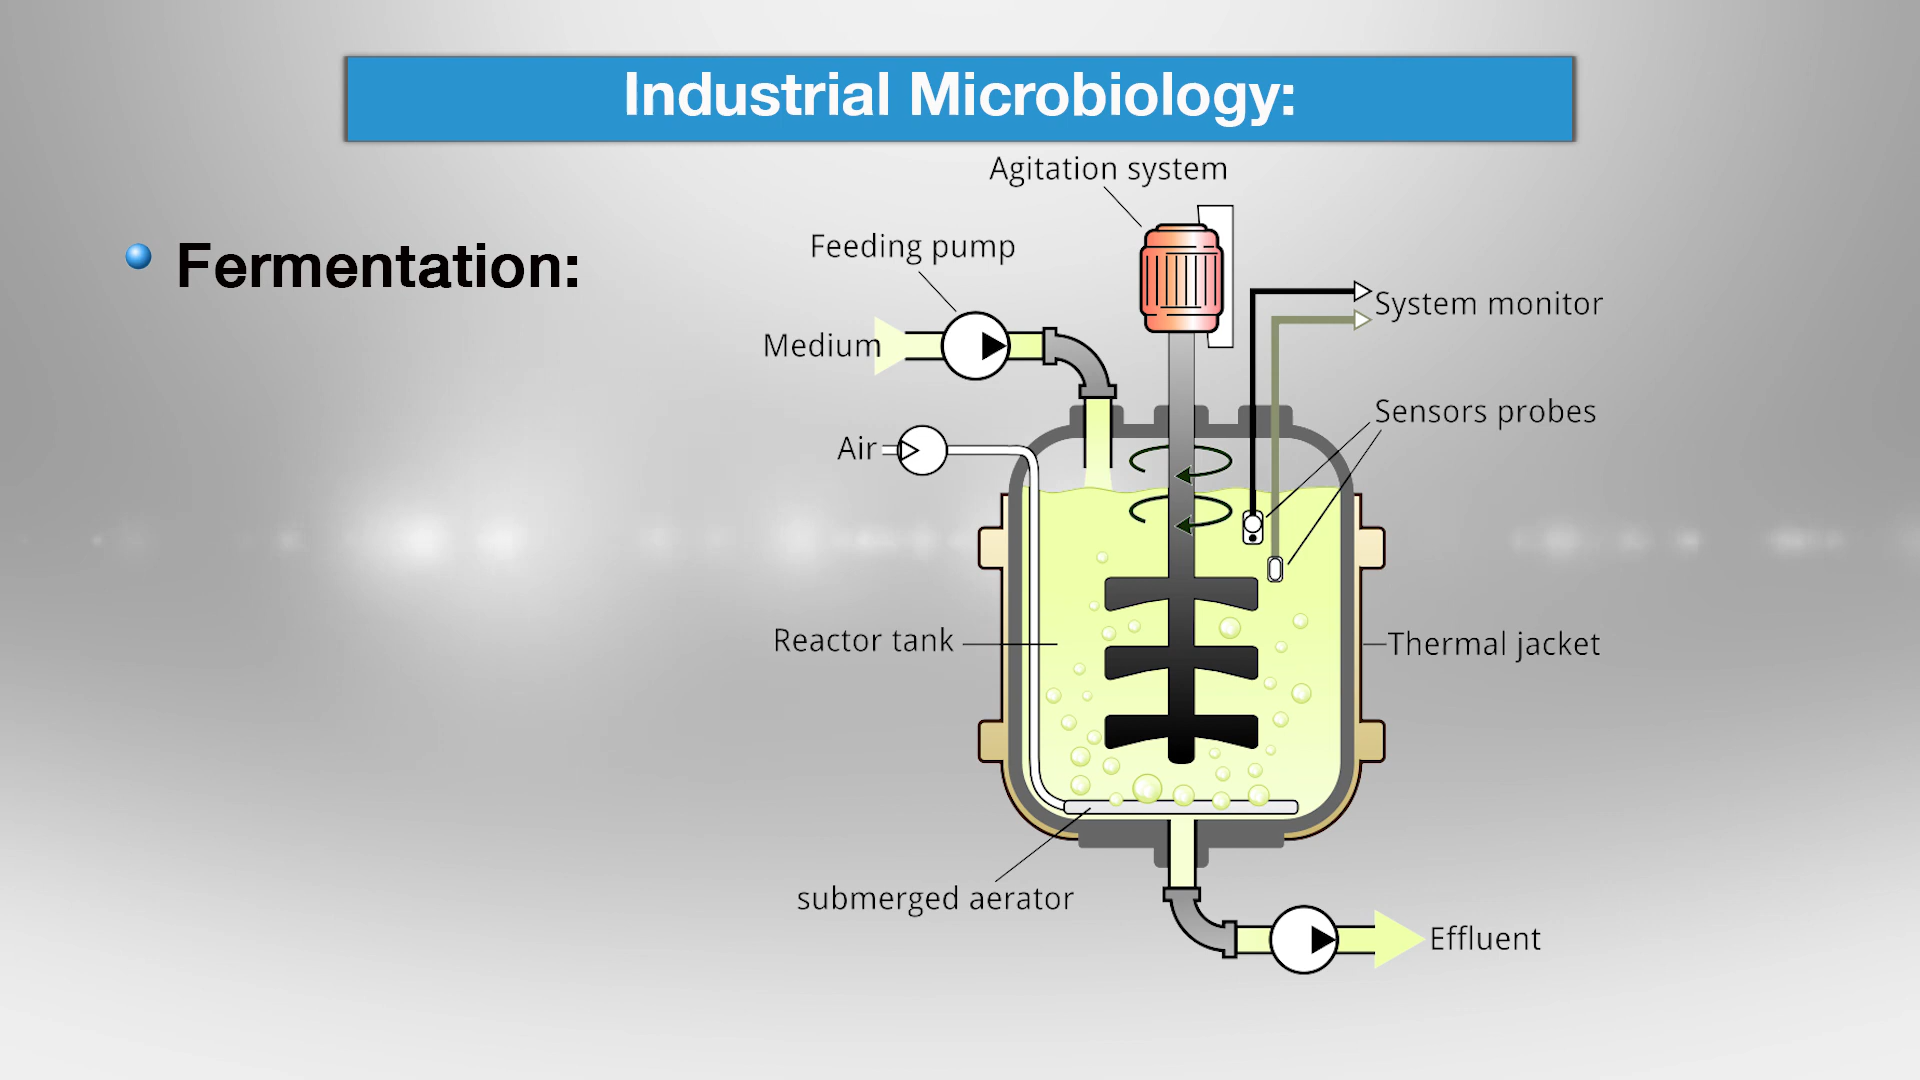 Industrial Microbiology:
Fermentation:
Agitation system
Feeding pump
Medium
System monitor
Sensors probes
Air
Reactor tank
Thermal jacket
submerged aerator
Effluent